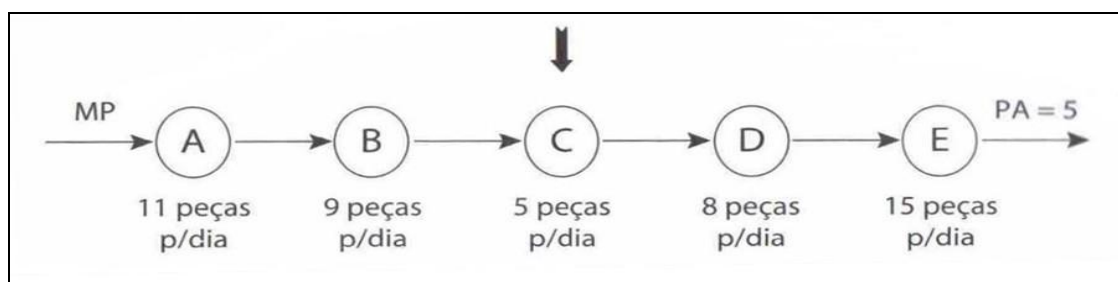 MP
PA = 5
A
B
C
D
E
11 peças
p/dia
9 peças
p/dia
5 peças
p/dia
8 peças
p/dia
15 peças
p/dia